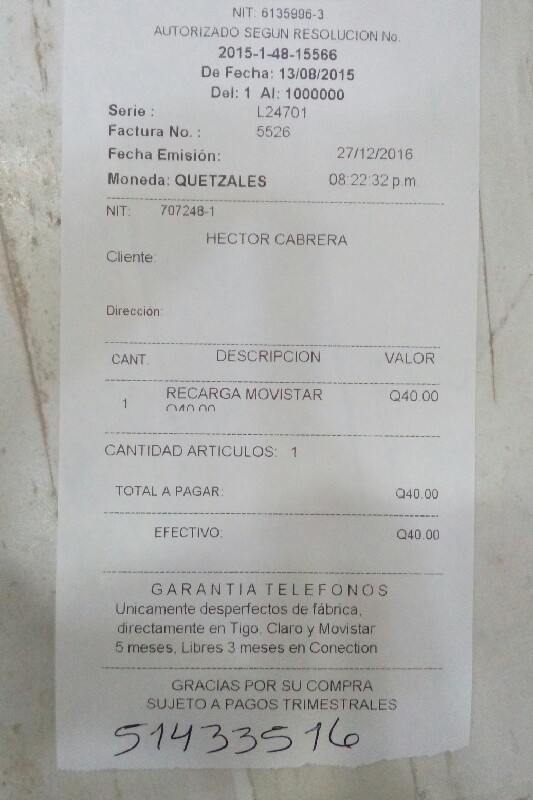 NIT: 6135996-3
AUTORIZADO SEGUN RESOLUCION No.
2015-1-48-15566
De Fecha: 13/08/2015
Del: 1 Al: 1000000
Serie : L24701
Factura No. : 5526
Fecha Emisión: 27/12/2016
Moneda: QUETZALES 08:22:32 p.m.
NIT: 707248-1
HECTOR CABRERA
Cliente:
Dirección:
CANT. DESCRIPCION VALOR
1 RECARGA MOVISTAR Q40.00
Q40.00
CANTIDAD ARTICULOS: 1
TOTAL A PAGAR: Q40.00
EFECTIVO: Q40.00
GARANTIA TELEFONOS
Unicamente desperfectos de fábrica,
directamente en Tigo, Claro y Movistar
5 meses, Libres 3 meses en Conection
GRACIAS POR SU COMPRA
SUJETO A PAGOS TRIMESTRALES
51433516